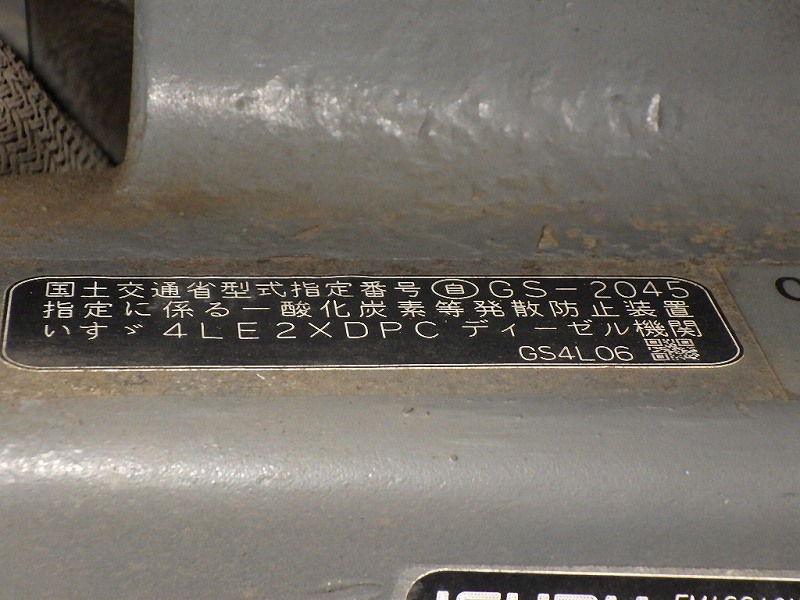 国土交通省型式指定番号 自 GS-2045
指定に係る一酸化炭素等発散防止装置
いすゞ 4LE2XDPC ディーゼル機関
GS4L06